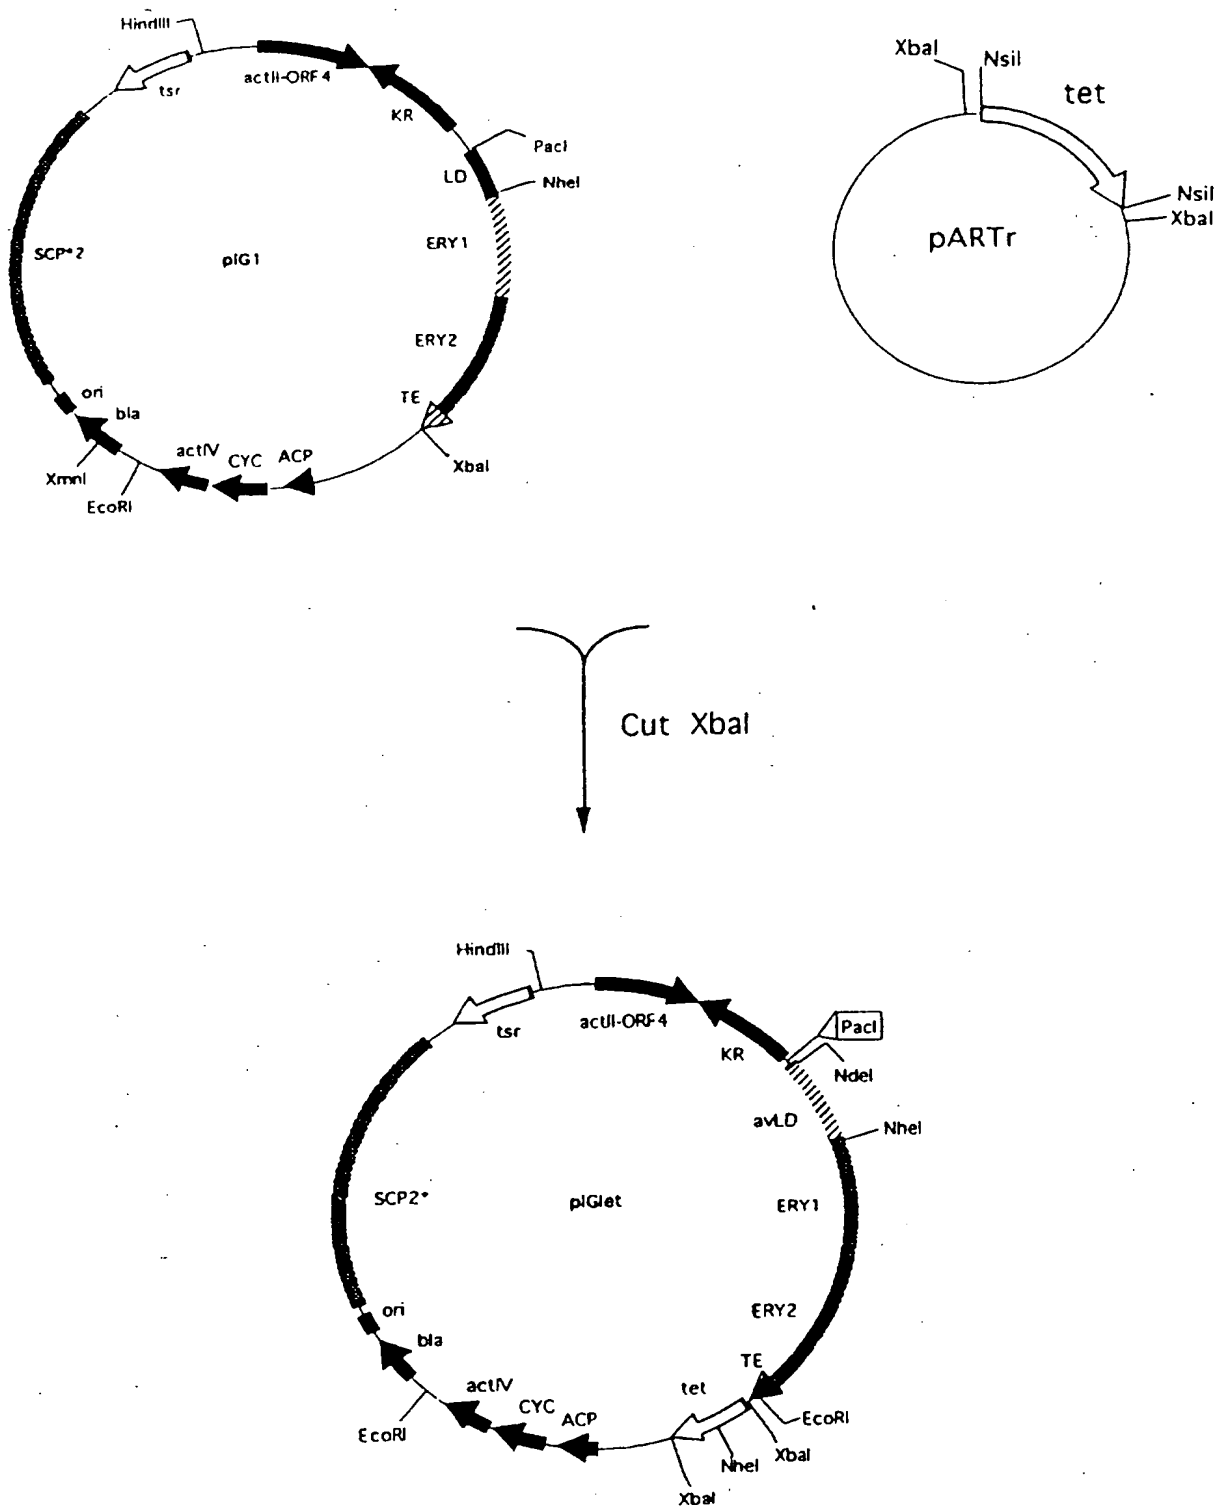 HindIII
tsr
actII-ORF4
KR
PacI
LD
NheI
SCP*2
pIG1
ERY1
ERY2
TE
ori
bla
XbaI
XmnI
actIV
CYC
ACP
EcoRI
XbaI
NsiI
tet
NsiI
XbaI
pARTr
Cut XbaI
HindIII
tsr
actII-ORF4
KR
PacI
NdeI
avLD
NheI
SCP2*
pIGlet
ERY1
ERY2
ori
bla
TE
tet
actIV
CYC
ACP
EcoRI
EcoRI
XbaI
NheI
XbaI